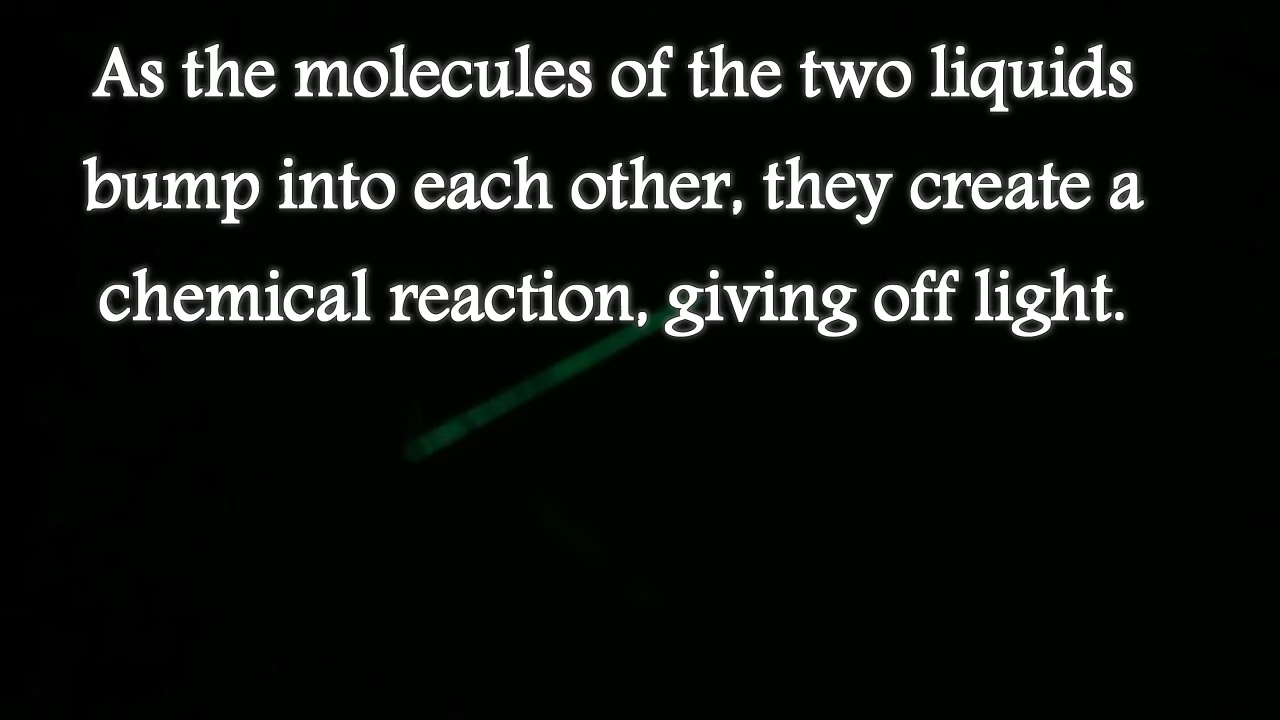 As the molecules of the two liquids
bump into each other, they create a
chemical reaction, giving off light.